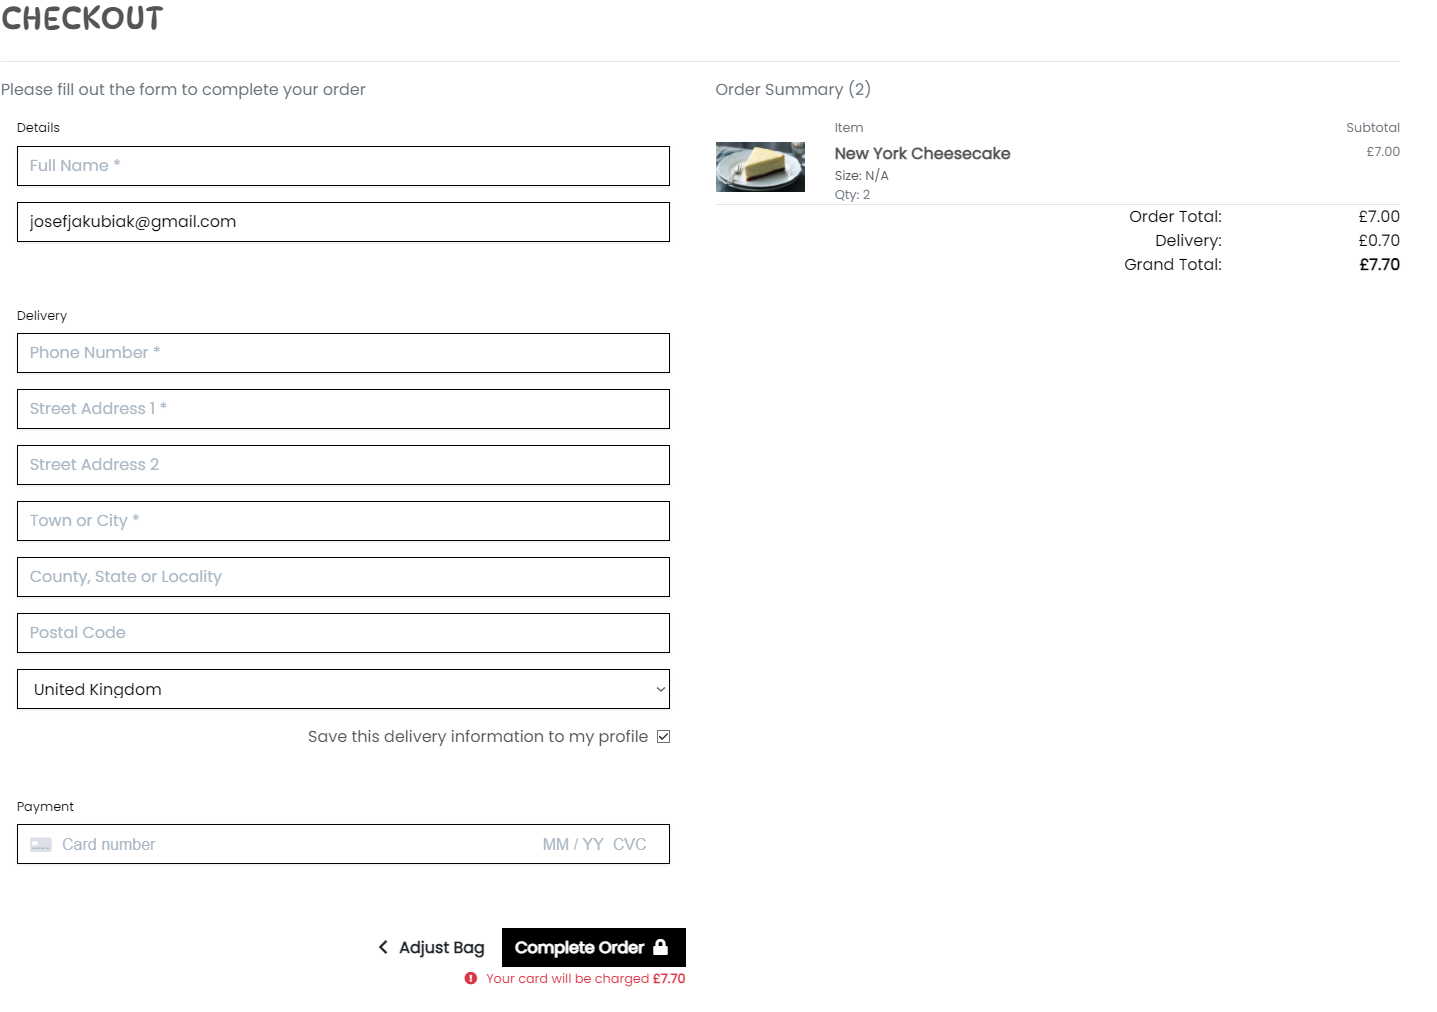 CHECKOUT
Please fill out the form to complete your order
Details
Full Name *
josefjakubiak@gmail.com
Delivery
Phone Number *
Street Address 1 *
Street Address 2
Town or City *
County, State or Locality
Postal Code
United Kingdom
Save this delivery information to my profile
Payment
Card number MM / YY CVC
Adjust Bag Complete Order
Your card will be charged £7.70
Order Summary (2)
Item Subtotal
New York Cheesecake £7.00
Size: N/A
Qty: 2
Order Total: £7.00
Delivery: £0.70
Grand Total: £7.70